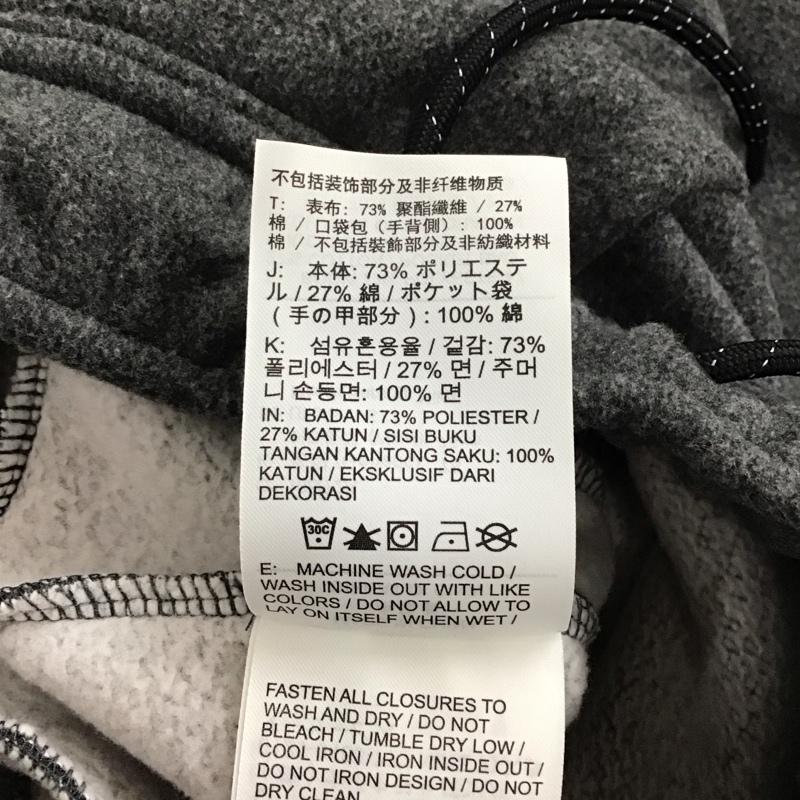 不包括装饰部分及非纤维物质
T: 表布: 73% 聚酯纖維 / 27%
棉 / 口袋包 (手背側) : 100%
棉 / 不包括裝飾部分及非紡織材料
J: 本体: 73% ポリエステ
ル / 27% 綿 / ポケット袋
( 手の甲部分 ) : 100% 綿
K: 섬유혼용율 / 겉감: 73%
폴리에스터 / 27% 면 / 주머
니 손등면: 100% 면
IN: BADAN: 73% POLIESTER /
27% KATUN / SISI BUKU
TANGAN KANTONG SAKU: 100%
KATUN / EKSKLUSIF DARI
DEKORASI
30C
E: MACHINE WASH COLD /
WASH INSIDE OUT WITH LIKE
COLORS / DO NOT ALLOW TO
LAY ON ITSELF WHEN WET /
FASTEN ALL CLOSURES TO
WASH AND DRY / DO NOT
BLEACH / TUMBLE DRY LOW /
COOL IRON / IRON INSIDE OUT /
DO NOT IRON DESIGN / DO NOT
DRY CLEAN